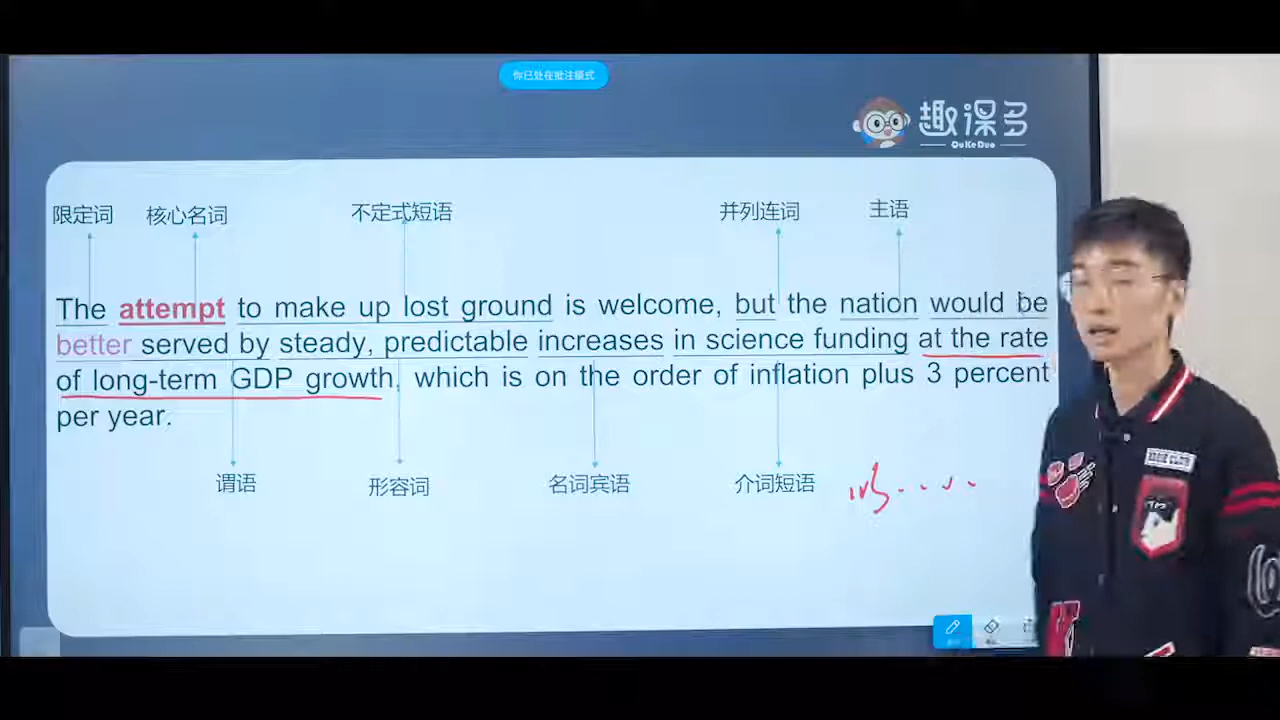 你已处在批注模式
趣课多
QuKeDuo
限定词 核心名词 不定式短语 并列连词 主语
The attempt to make up lost ground is welcome, but the nation would be
better served by steady, predictable increases in science funding at the rate
of long-term GDP growth, which is on the order of inflation plus 3 percent
per year.
谓语 形容词 名词宾语 介词短语